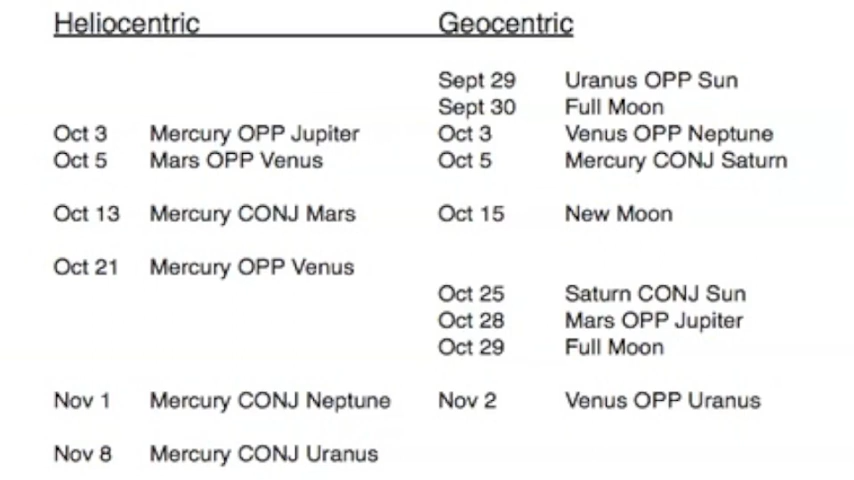 Heliocentric Geocentric
Sept 29 Uranus OPP Sun
Sept 30 Full Moon
Oct 3 Mercury OPP Jupiter Oct 3 Venus OPP Neptune
Oct 5 Mars OPP Venus Oct 5 Mercury CONJ Saturn
Oct 13 Mercury CONJ Mars Oct 15 New Moon
Oct 21 Mercury OPP Venus
Oct 25 Saturn CONJ Sun
Oct 28 Mars OPP Jupiter
Oct 29 Full Moon
Nov 1 Mercury CONJ Neptune Nov 2 Venus OPP Uranus
Nov 8 Mercury CONJ Uranus